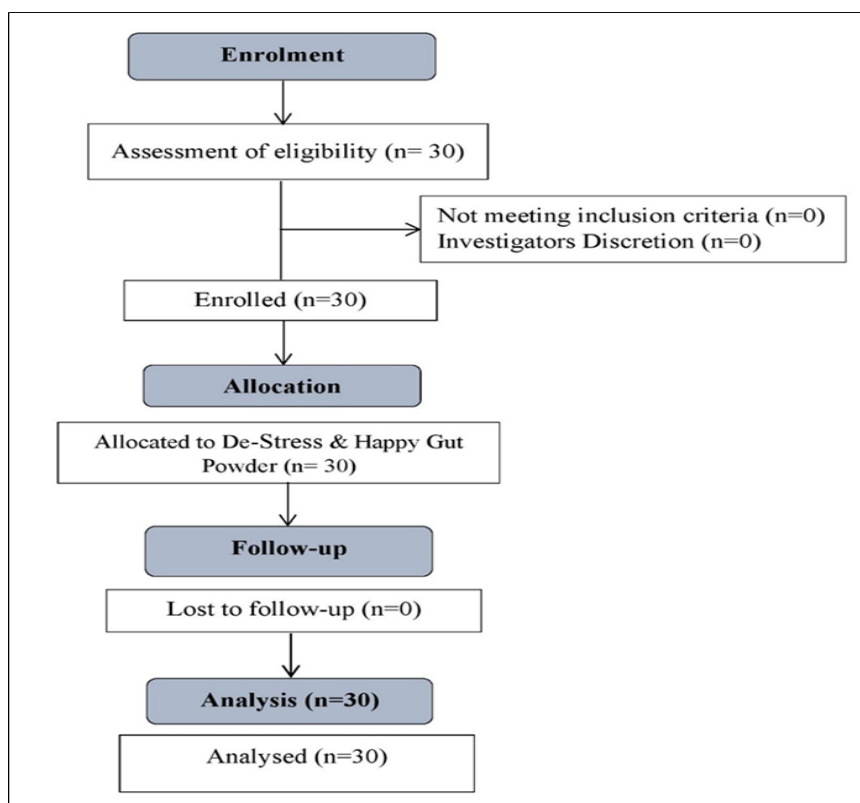 Enrolment
Assessment of eligibility (n= 30)
Not meeting inclusion criteria (n=0)
Investigators Discretion (n=0)
Enrolled (n=30)
Allocation
Allocated to De-Stress & Happy Gut
Powder (n= 30)
Follow-up
Lost to follow-up (n=0)
Analysis (n=30)
Analysed (n=30)